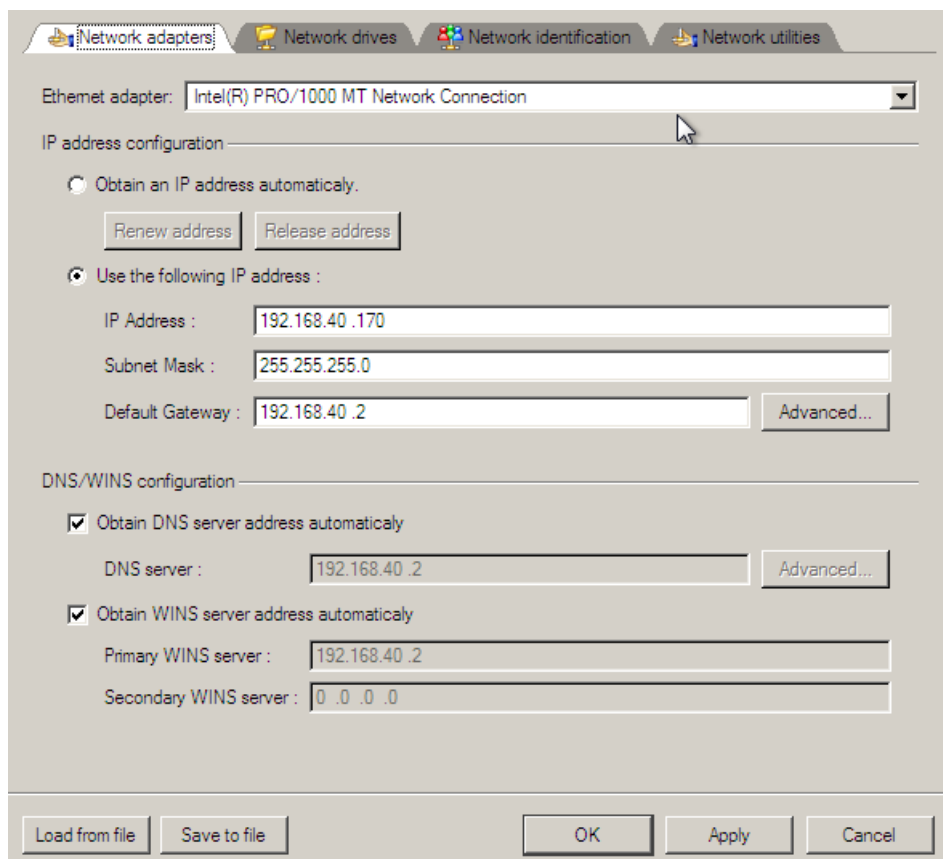 Network adapters Network drives Network identification Network utilities
Ethernet adapter: Intel(R) PRO/1000 MT Network Connection
IP address configuration
Obtain an IP address automaticaly.
Renew address Release address
Use the following IP address :
IP Address : 192.168.40 .170
Subnet Mask : 255.255.255.0
Default Gateway : 192.168.40 .2 Advanced...
DNS/WINS configuration
Obtain DNS server address automaticaly
DNS server : 192.168.40 .2 Advanced...
Obtain WINS server address automaticaly
Primary WINS server : 192.168.40 .2
Secondary WINS server : 0 .0 .0 .0
Load from file Save to file OK Apply Cancel